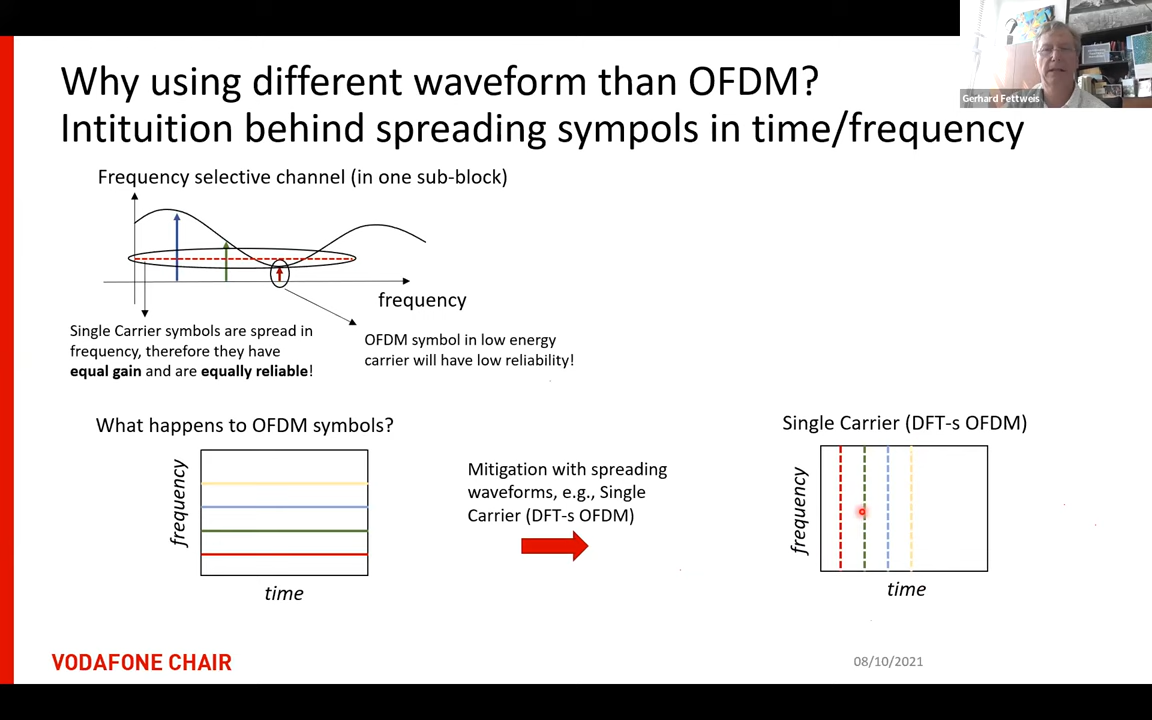 Why using different waveform than OFDM?
Intituition behind spreading sympols in time/frequency
Gerhard Fettweis
Frequency selective channel (in one sub-block)
frequency
Single Carrier symbols are spread in
frequency, therefore they have
equal gain and are equally reliable!
OFDM symbol in low energy
carrier will have low reliability!
What happens to OFDM symbols?
frequency
time
Mitigation with spreading
waveforms, e.g., Single
Carrier (DFT-s OFDM)
Single Carrier (DFT-s OFDM)
frequency
time
VODAFONE CHAIR
08/10/2021